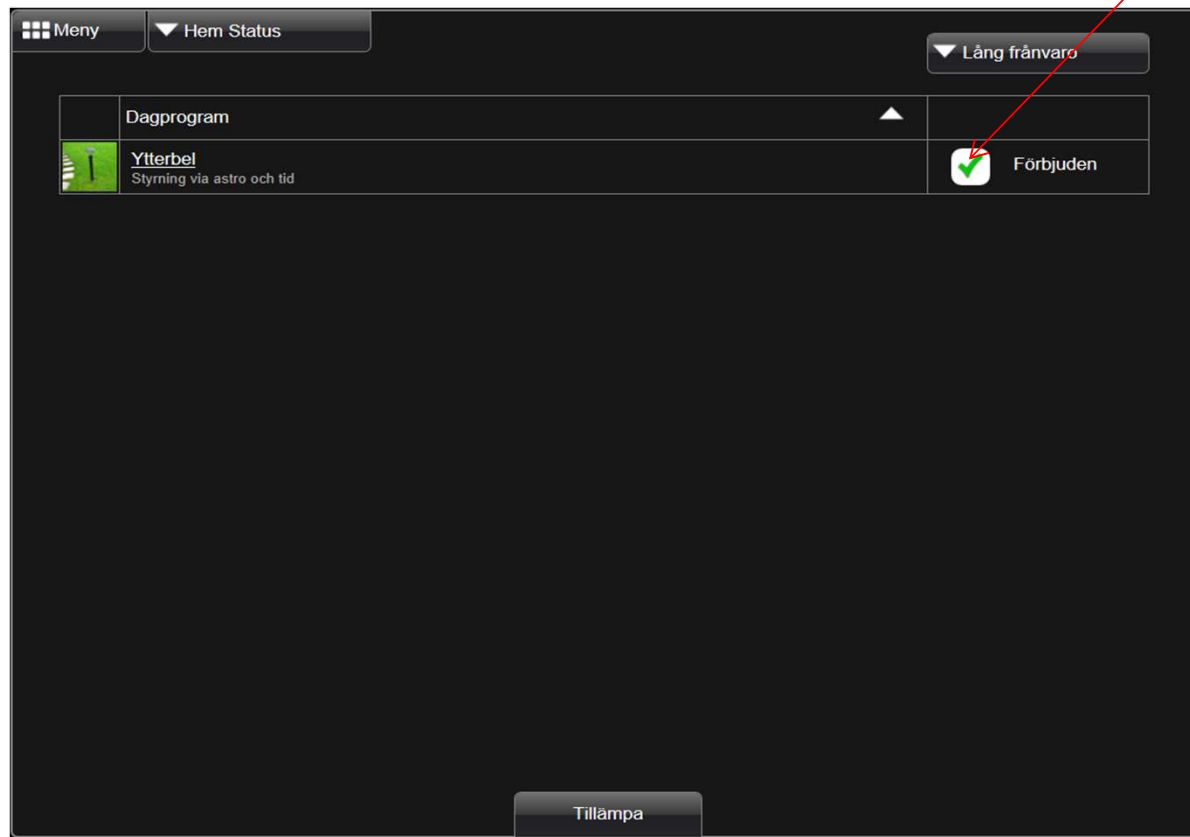 Meny
Hem Status
Lång frånvaro
Dagprogram
Ytterbel
Styrning via astro och tid
Förbjuden
Tillämpa